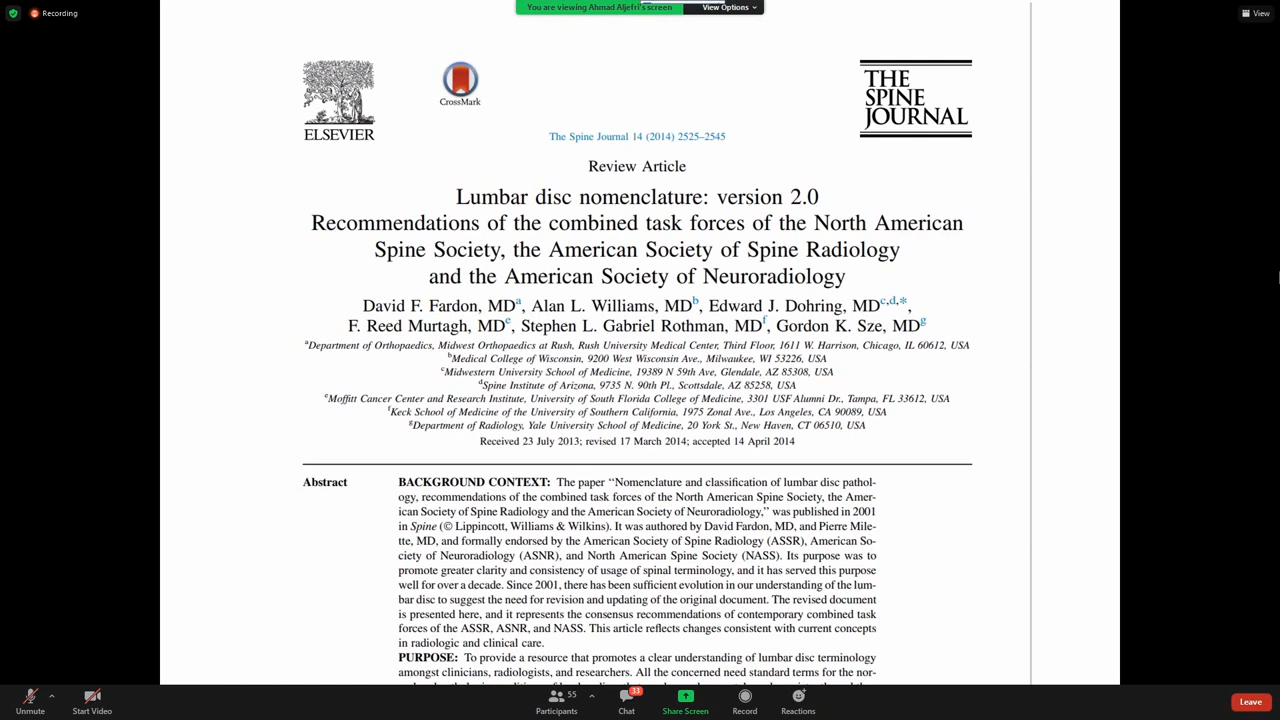 Recording
You are viewing Ahmad Aljefri's screen
View Options
View
ELSEVIER
CrossMark
THE
SPINE
JOURNAL
The Spine Journal 14 (2014) 2525–2545
Review Article
Lumbar disc nomenclature: version 2.0
Recommendations of the combined task forces of the North American
Spine Society, the American Society of Spine Radiology
and the American Society of Neuroradiology
David F. Fardon, MDa, Alan L. Williams, MDb, Edward J. Dohring, MDc,d,*,
F. Reed Murtagh, MDe, Stephen L. Gabriel Rothman, MDf, Gordon K. Sze, MDg
aDepartment of Orthopaedics, Midwest Orthopaedics at Rush, Rush University Medical Center, Third Floor, 1611 W. Harrison, Chicago, IL 60612, USA
bMedical College of Wisconsin, 9200 West Wisconsin Ave., Milwaukee, WI 53226, USA
cMidwestern University School of Medicine, 19389 N 59th Ave, Glendale, AZ 85308, USA
dSpine Institute of Arizona, 9735 N. 90th Pl., Scottsdale, AZ 85258, USA
eMoffitt Cancer Center and Research Institute, University of South Florida College of Medicine, 3301 USF Alumni Dr., Tampa, FL 33612, USA
fKeck School of Medicine of the University of Southern California, 1975 Zonal Ave., Los Angeles, CA 90089, USA
gDepartment of Radiology, Yale University School of Medicine, 20 York St., New Haven, CT 06510, USA
Received 23 July 2013; revised 17 March 2014; accepted 14 April 2014
Abstract
BACKGROUND CONTEXT: The paper ‘‘Nomenclature and classification of lumbar disc pathol-
ogy, recommendations of the combined task forces of the North American Spine Society, the Amer-
ican Society of Spine Radiology and the American Society of Neuroradiology,’’ was published in 2001
in Spine (© Lippincott, Williams & Wilkins). It was authored by David Fardon, MD, and Pierre Mile-
tte, MD, and formally endorsed by the American Society of Spine Radiology (ASSR), American So-
ciety of Neuroradiology (ASNR), and North American Spine Society (NASS). Its purpose was to
promote greater clarity and consistency of usage of spinal terminology, and it has served this purpose
well for over a decade. Since 2001, there has been sufficient evolution in our understanding of the lum-
bar disc to suggest the need for revision and updating of the original document. The revised document
is presented here, and it represents the consensus recommendations of contemporary combined task
forces of the ASSR, ASNR, and NASS. This article reflects changes consistent with current concepts
in radiologic and clinical care.
PURPOSE: To provide a resource that promotes a clear understanding of lumbar disc terminology
amongst clinicians, radiologists, and researchers. All the concerned need standard terms for the nor-
Unmute
Start Video
55
Participants
33
Chat
Share Screen
Record
Reactions
Leave